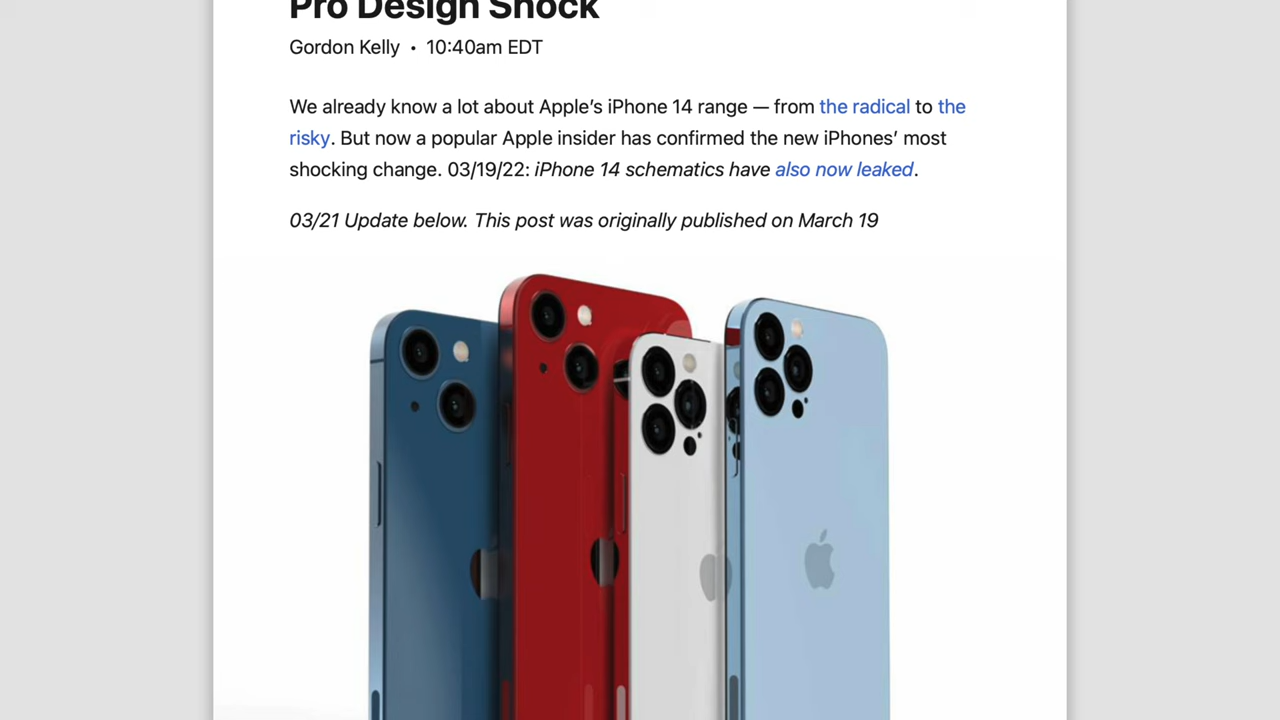 Pro Design Shock
Gordon Kelly • 10:40am EDT
We already know a lot about Apple’s iPhone 14 range — from the radical to the
risky. But now a popular Apple insider has confirmed the new iPhones’ most
shocking change. 03/19/22: iPhone 14 schematics have also now leaked.
03/21 Update below. This post was originally published on March 19